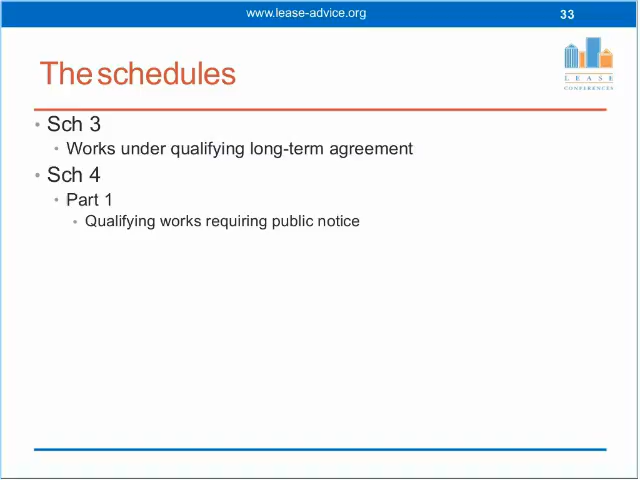 www.lease-advice.org
33
The schedules
LEASE
CONFERENCES
• Sch 3
• Works under qualifying long-term agreement
• Sch 4
• Part 1
• Qualifying works requiring public notice